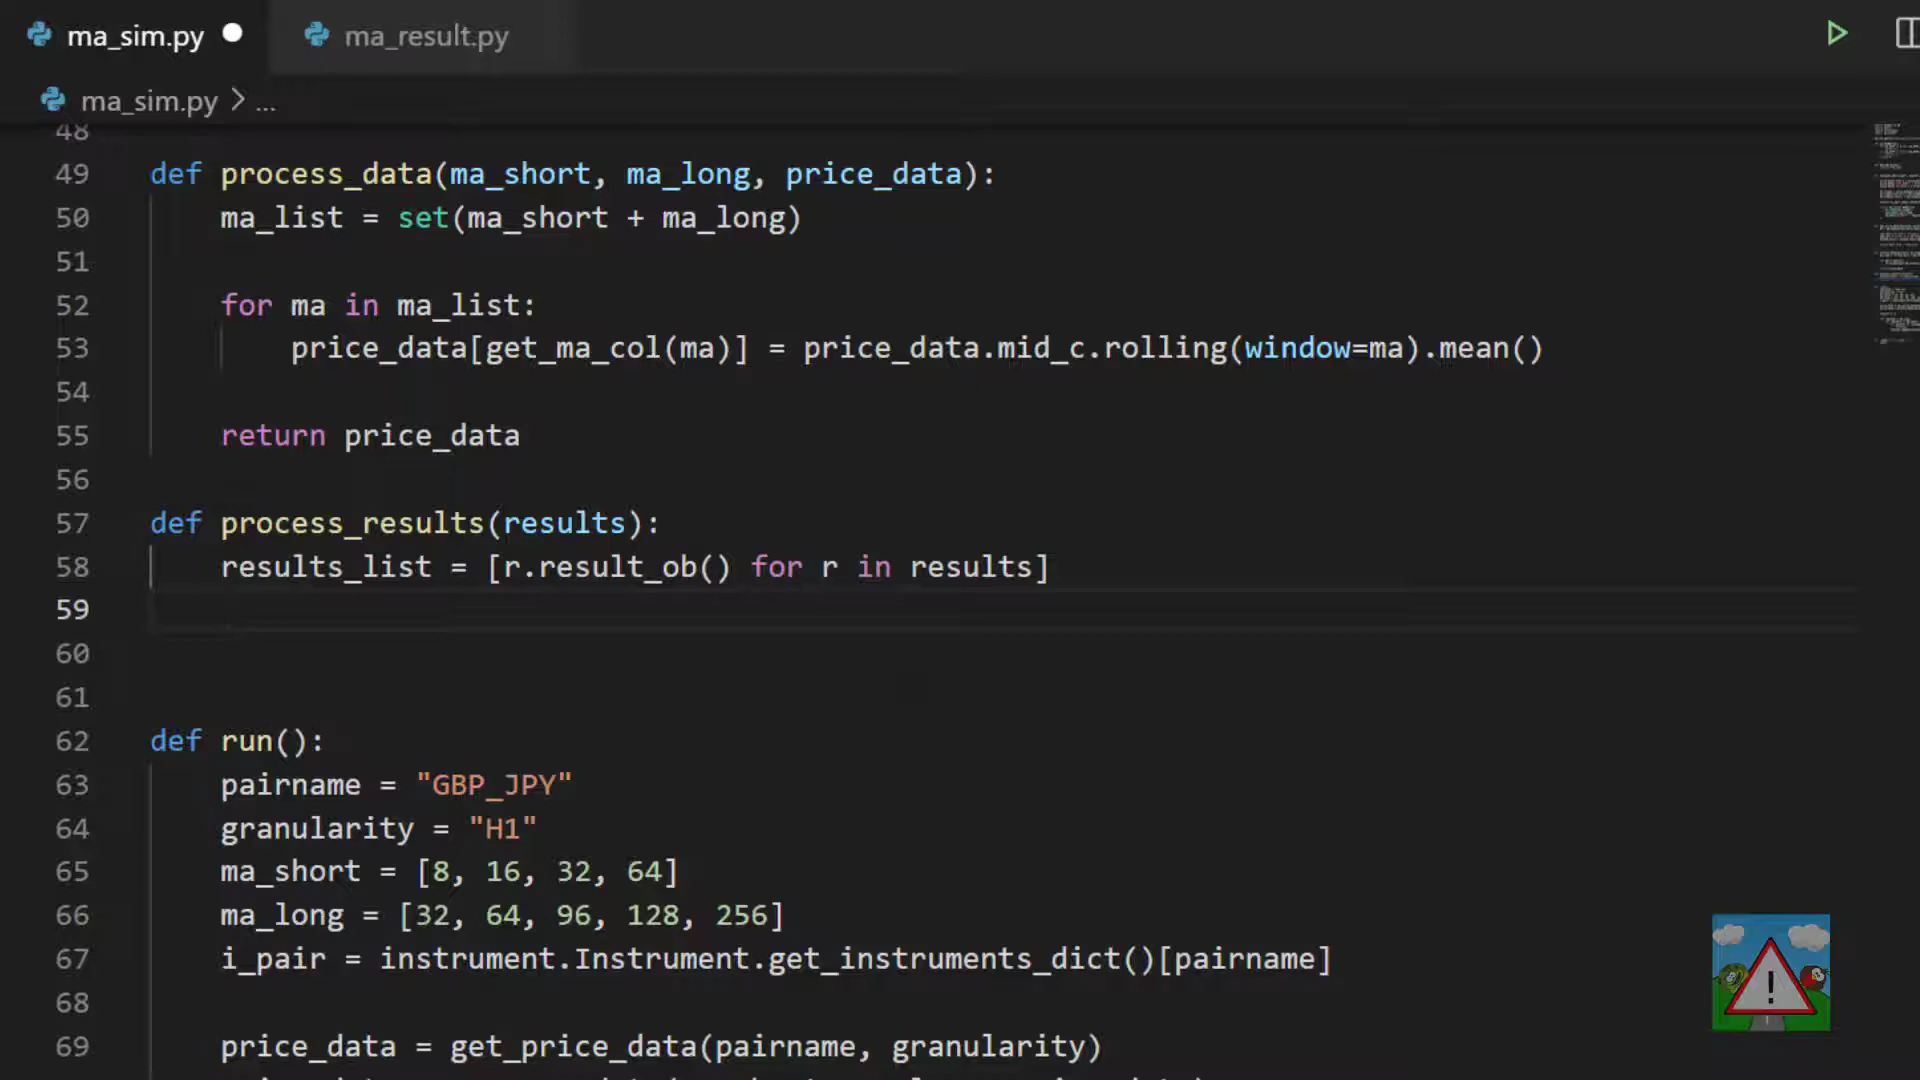 ma_sim.py ma_result.py
ma_sim.py > ...
48
49 def process_data(ma_short, ma_long, price_data):
50     ma_list = set(ma_short + ma_long)
51
52     for ma in ma_list:
53         price_data[get_ma_col(ma)] = price_data.mid_c.rolling(window=ma).mean()
54
55     return price_data
56
57 def process_results(results):
58     results_list = [r.result_ob() for r in results]
59
60
61
62 def run():
63     pairname = "GBP_JPY"
64     granularity = "H1"
65     ma_short = [8, 16, 32, 64]
66     ma_long = [32, 64, 96, 128, 256]
67     i_pair = instrument.Instrument.get_instruments_dict()[pairname]
68
69     price_data = get_price_data(pairname, granularity)
!